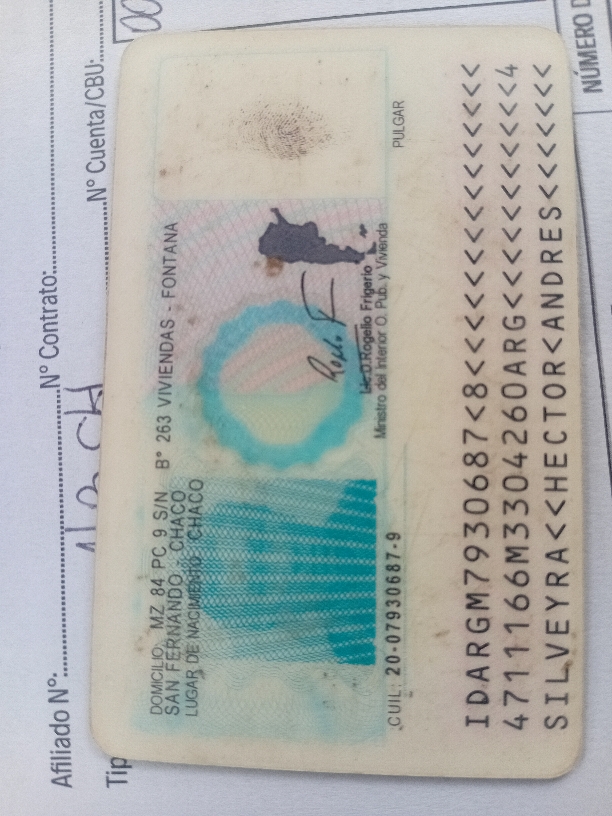 Afiliado N°:
N° Contrato:
Tip
N° Cuenta/CBU:
00
NÚMERO D
DOMICILIO: MZ 84 PC 9 S/N B° 263 VIVIENDAS - FONTANA
SAN FERNANDO - CHACO
LUGAR DE NACIMIENTO: CHACO
Lic.D.Rogelio Frigerio
Ministro del Interior O. Pub. y Vivienda
PULGAR
CUIL: 20-07930687-9
IDARGM7930687<8<<<<<<<<<<<<<<<
4711166M3304260ARG<<<<<<<<<<<4
SILVEYRA<<HECTOR<ANDRES<<<<<<<